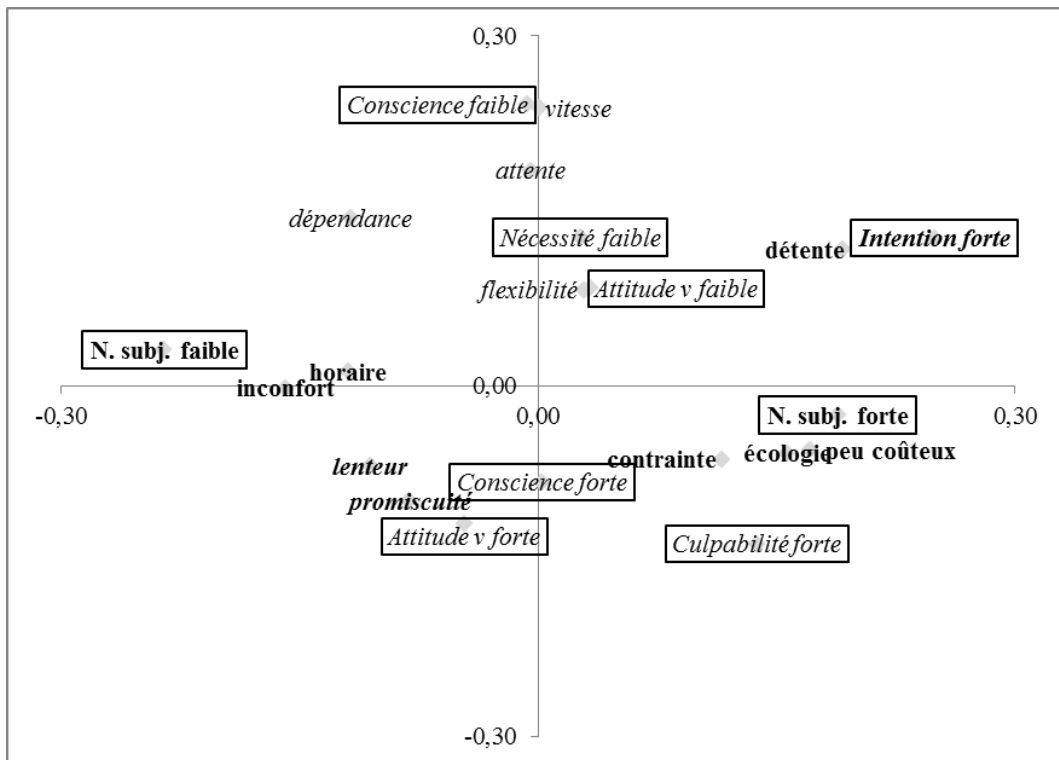 0,30
Conscience faible
vitesse
attente
dépendance
Nécessité faible
détente
Intention forte
flexibilité
Attitude v faible
N. subj. faible
horaire
inconfort
0,00
-0,30
0,00
0,30
N. subj. forte
lenteur
contrainte
écologie
peu coûteux
Conscience forte
promiscuité
Attitude v forte
Culpabilité forte
-0,30